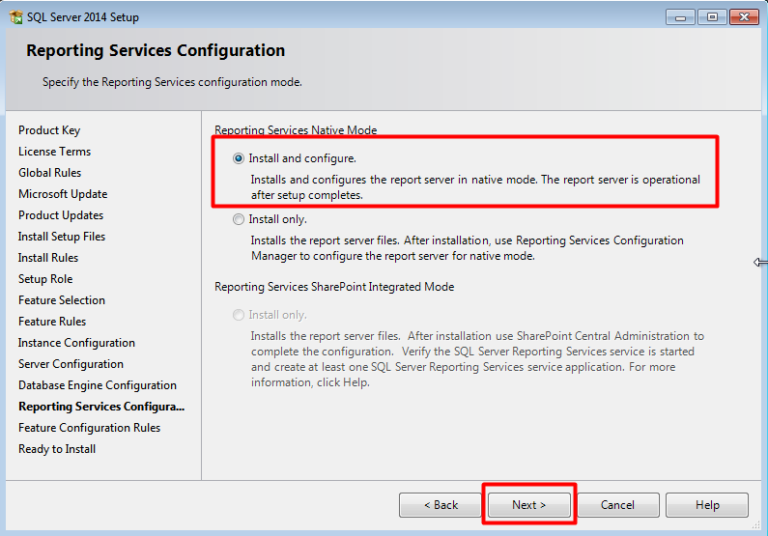 SQL Server 2014 Setup
Reporting Services Configuration
Specify the Reporting Services configuration mode.
Product Key
License Terms
Global Rules
Microsoft Update
Product Updates
Install Setup Files
Install Rules
Setup Role
Feature Selection
Feature Rules
Instance Configuration
Server Configuration
Database Engine Configuration
Reporting Services Configura...
Feature Configuration Rules
Ready to Install
Reporting Services Native Mode
Install and configure.
Installs and configures the report server in native mode. The report server is operational
after setup completes.
Install only.
Installs the report server files. After installation, use Reporting Services Configuration
Manager to configure the report server for native mode.
Reporting Services SharePoint Integrated Mode
Install only.
Installs the report server files. After installation use SharePoint Central Administration to
complete the configuration. Verify the SQL Server Reporting Services service is started
and create at least one SQL Server Reporting Services service application. For more
information, click Help.
< Back
Next >
Cancel
Help